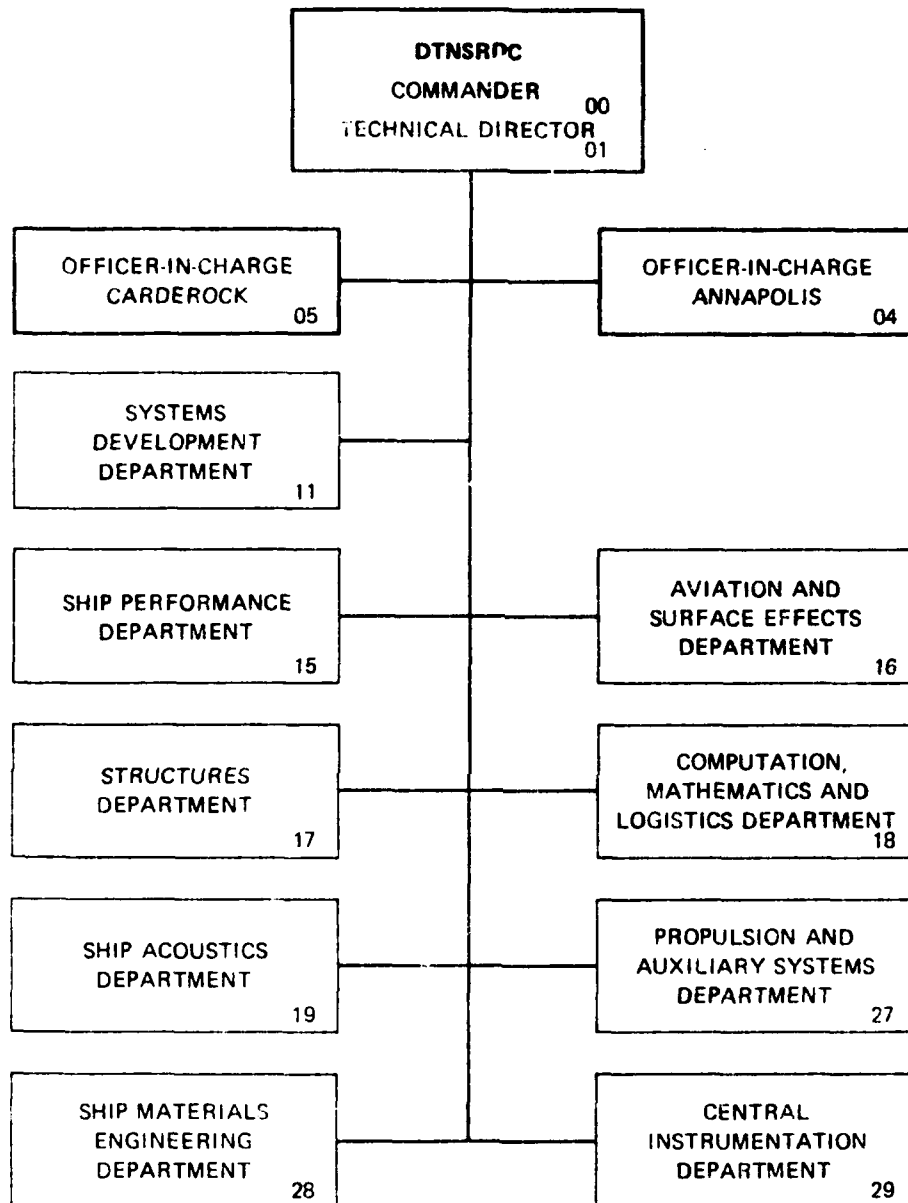 DTNSRDC
COMMANDER 00
TECHNICAL DIRECTOR 01
OFFICER-IN-CHARGE
CARDEROCK
05
OFFICER-IN-CHARGE
ANNAPOLIS
04
SYSTEMS
DEVELOPMENT
DEPARTMENT
11
SHIP PERFORMANCE
DEPARTMENT
15
AVIATION AND
SURFACE EFFECTS
DEPARTMENT
16
STRUCTURES
DEPARTMENT
17
COMPUTATION,
MATHEMATICS AND
LOGISTICS DEPARTMENT
18
SHIP ACOUSTICS
DEPARTMENT
19
PROPULSION AND
AUXILIARY SYSTEMS
DEPARTMENT
27
SHIP MATERIALS
ENGINEERING
DEPARTMENT
28
CENTRAL
INSTRUMENTATION
DEPARTMENT
29